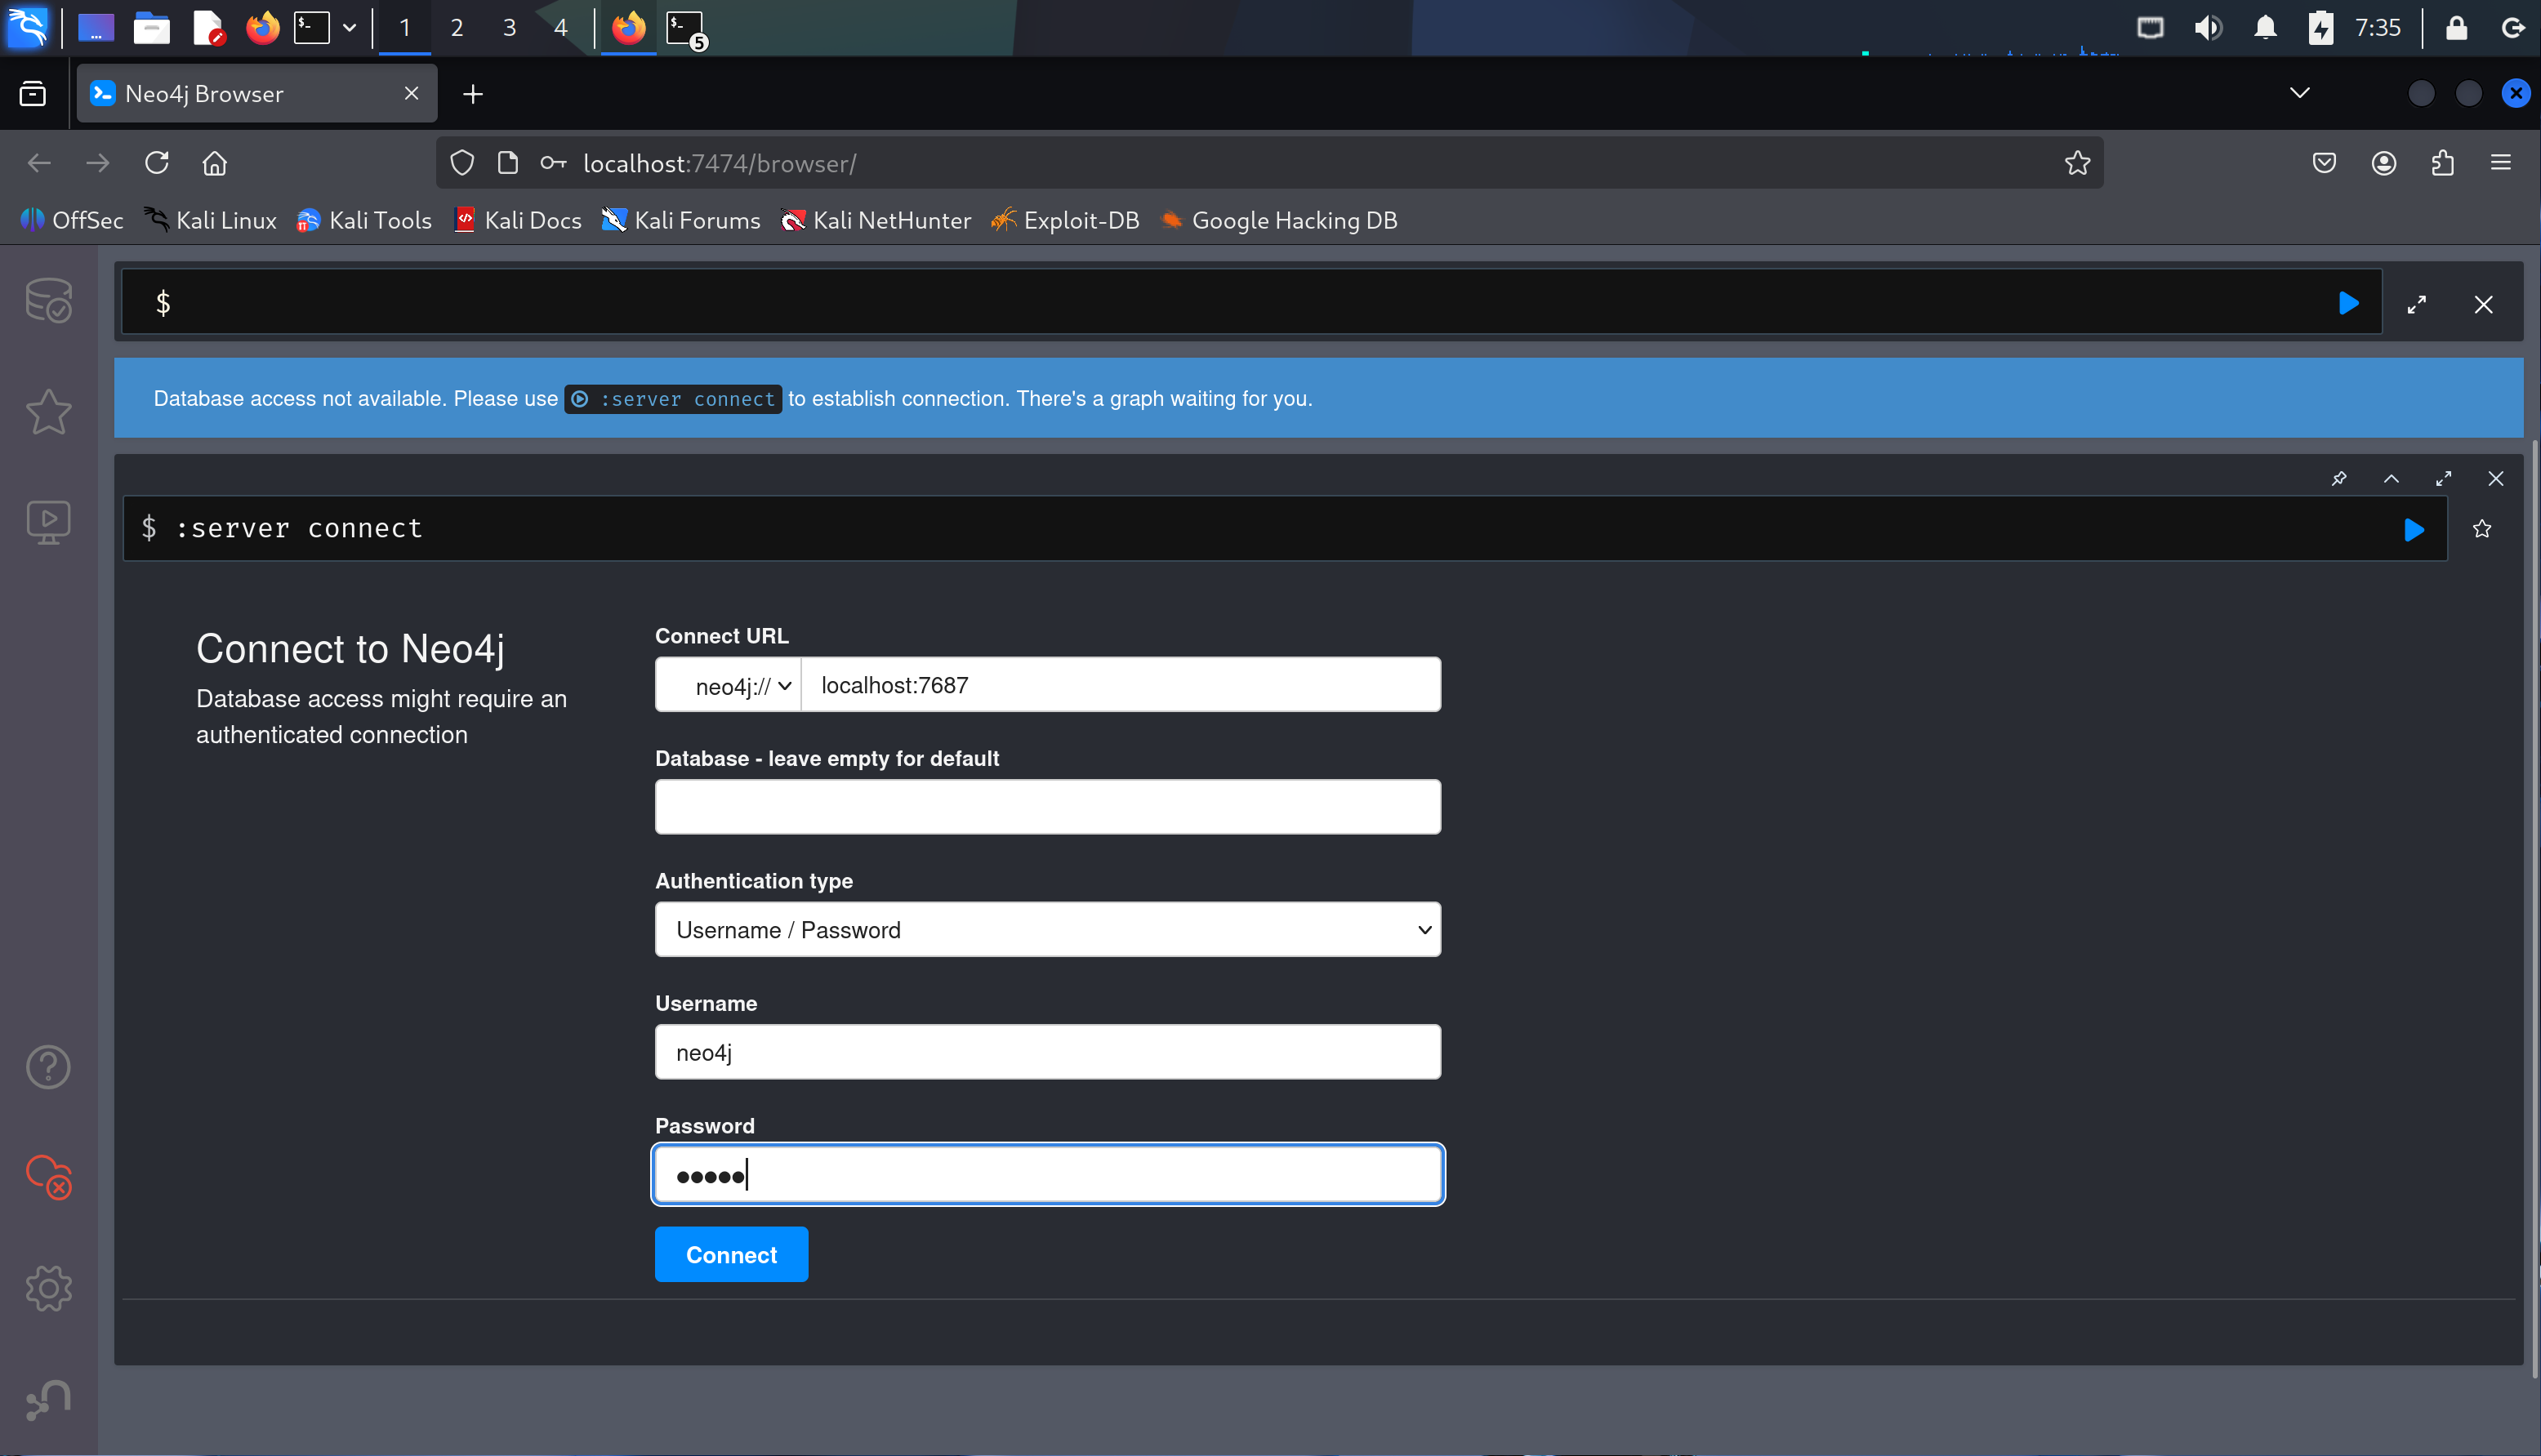 1 2 3 4 $- 5 7:35
Neo4j Browser
localhost:7474/browser/
OffSec Kali Linux Kali Tools Kali Docs Kali Forums Kali NetHunter Exploit-DB Google Hacking DB
$
Database access not available. Please use :server connect to establish connection. There's a graph waiting for you.
$ :server connect
Connect to Neo4j
Database access might require an
authenticated connection
Connect URL
neo4j:// localhost:7687
Database - leave empty for default
Authentication type
Username / Password
Username
neo4j
Password
•••••
Connect